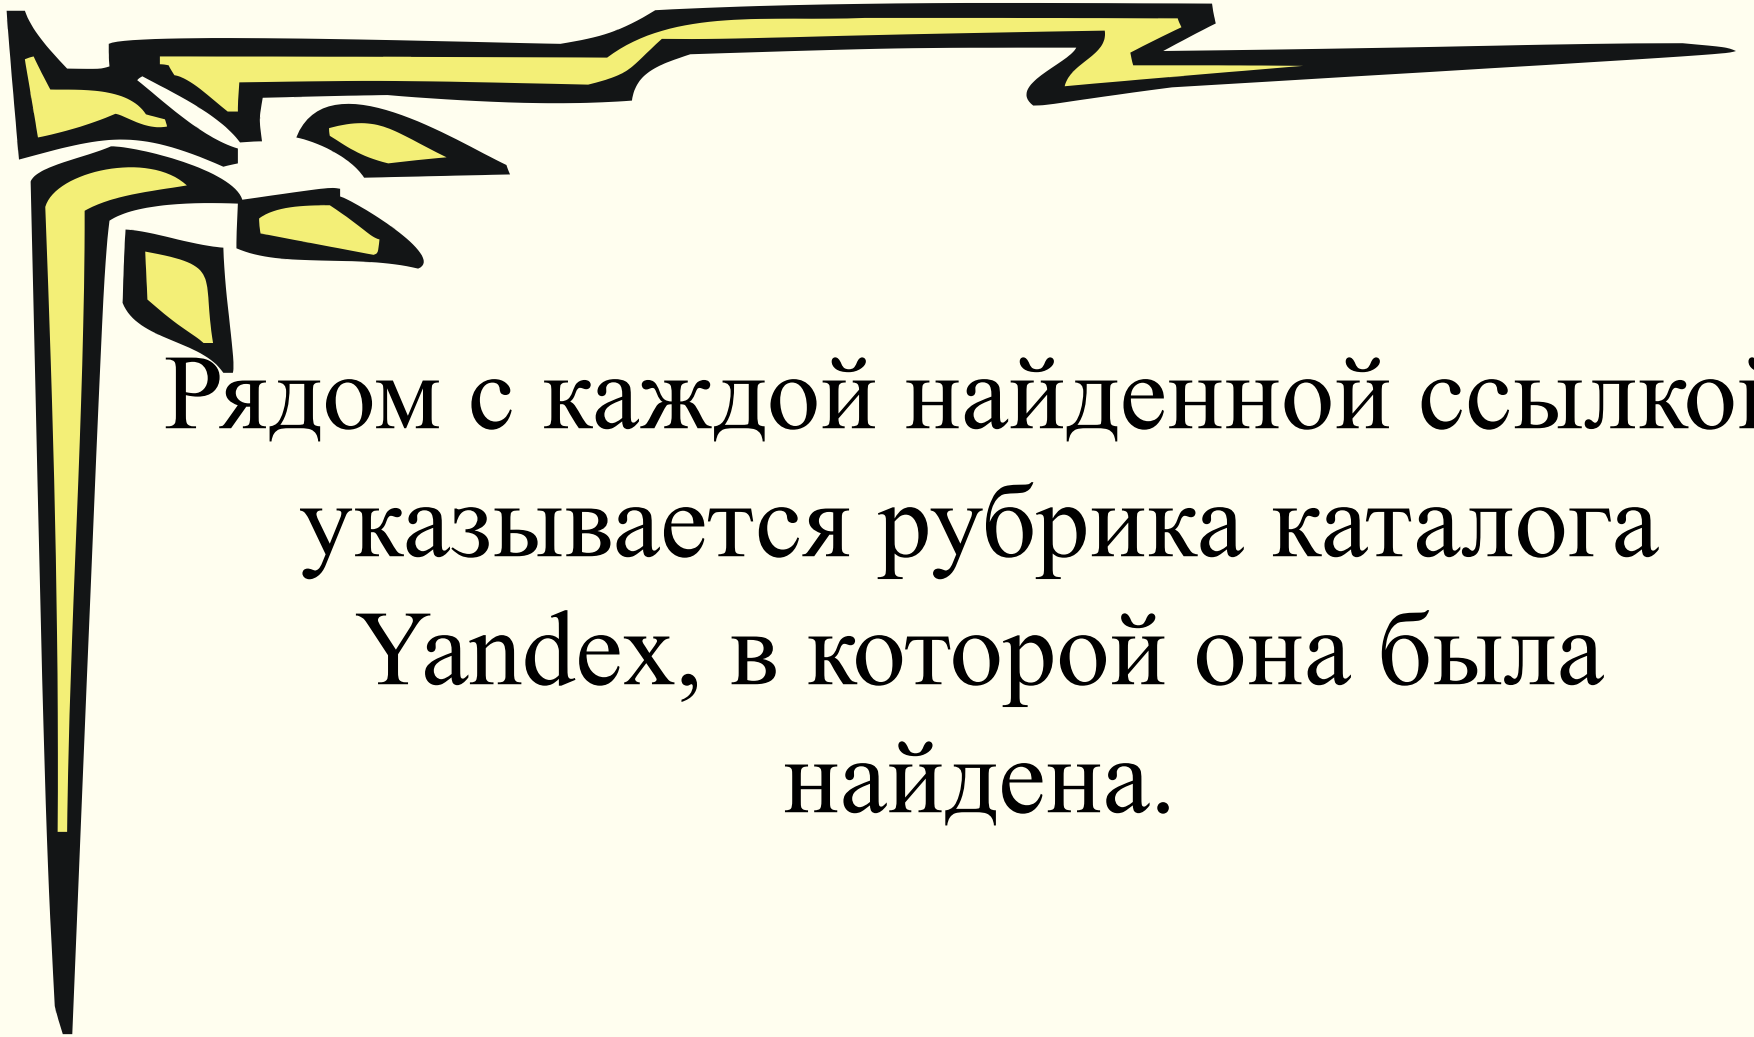 Рядом с каждой найденной ссылкой
указывается рубрика каталога
Yandex, в которой она была
найдена.